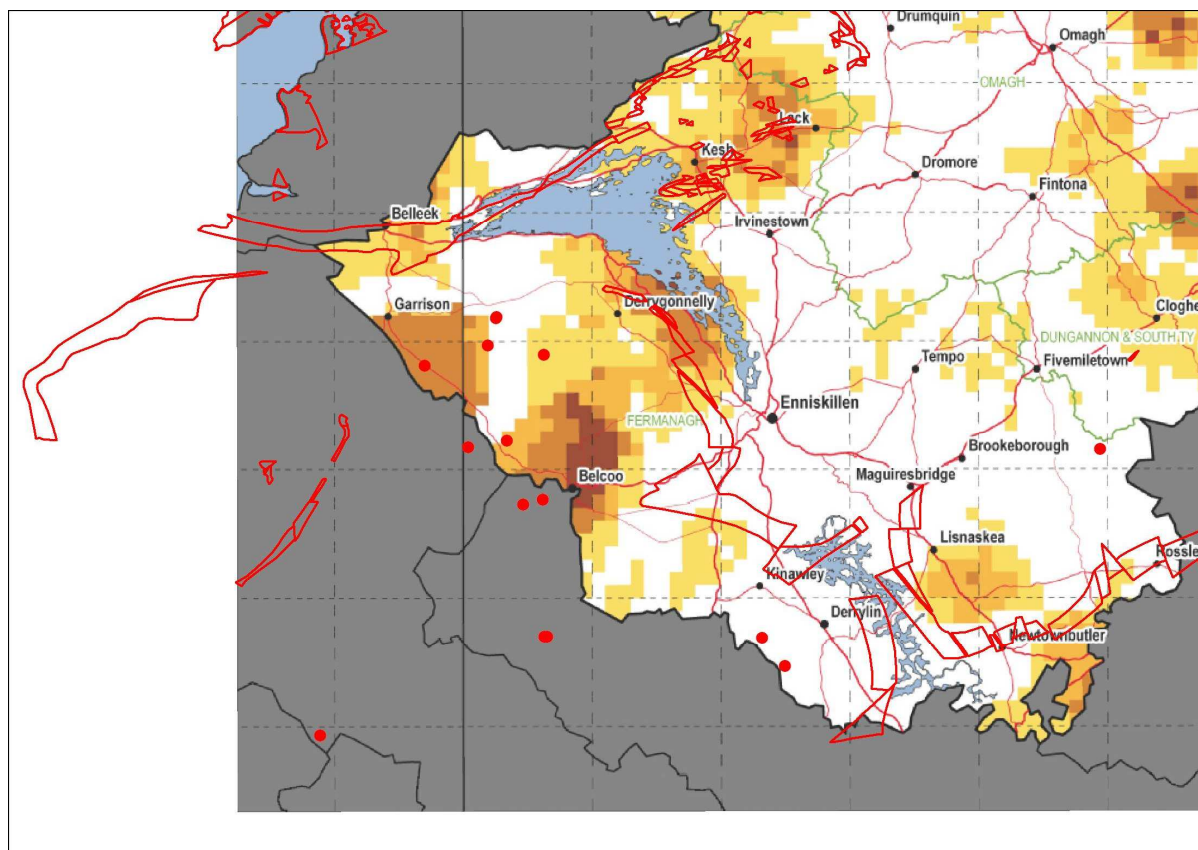 Drumquin
Omagh
OMAGH
Lack
Kesh
Dromore
Fintona
Belleek
Irvinestown
Garrison
Derrygonnelly
Clogher
DUNGANNON & SOUTH TY
Tempo
Fivemiletown
Enniskillen
FERMANAGH
Brookeborough
Belcoo
Maguiresbridge
Lisnaskea
Rossle
Kinawley
Derrylin
Newtownbutler